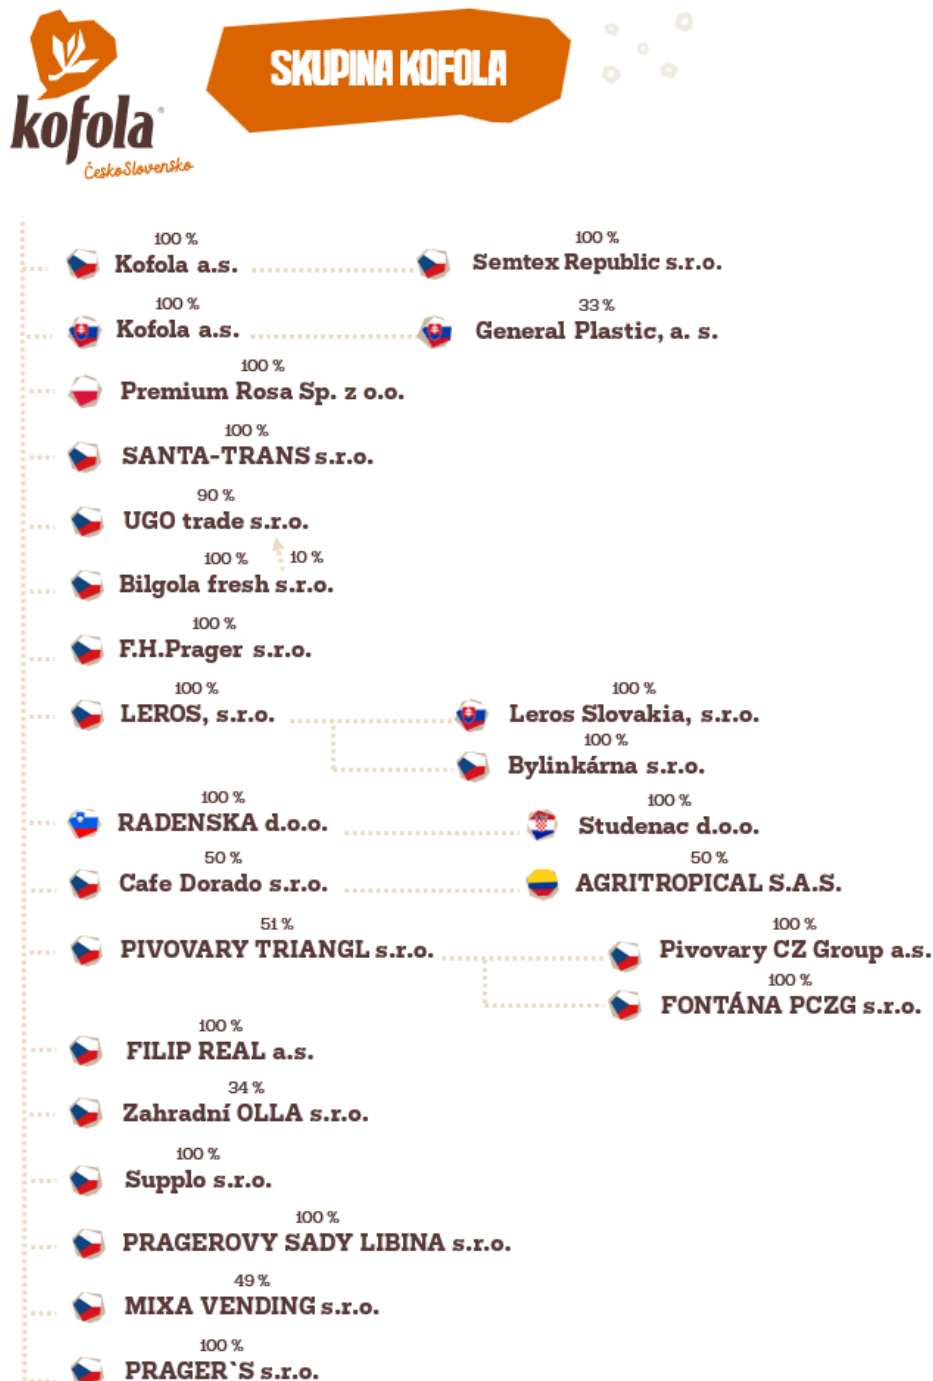 SKUPINA KOFOLA
kofola®
ČeskoSlovensko
100 %
Kofola a.s.
100 %
Semtex Republic s.r.o.
100 %
Kofola a.s.
33 %
General Plastic, a. s.
100 %
Premium Rosa Sp. z o.o.
100 %
SANTA-TRANS s.r.o.
90 %
UGO trade s.r.o.
100 %
10 %
Bilgola fresh s.r.o.
100 %
F.H.Prager s.r.o.
100 %
LEROS, s.r.o.
100 %
Leros Slovakia, s.r.o.
100 %
Bylinkárna s.r.o.
100 %
RADENSKA d.o.o.
100 %
Studenac d.o.o.
50 %
Cafe Dorado s.r.o.
50 %
AGRITROPICAL S.A.S.
51 %
PIVOVARY TRIANGL s.r.o.
100 %
Pivovary CZ Group a.s.
100 %
FONTÁNA PCZG s.r.o.
100 %
FILIP REAL a.s.
34 %
Zahradní OLLA s.r.o.
100 %
Supplo s.r.o.
100 %
PRAGEROVY SADY LIBINA s.r.o.
49 %
MIXA VENDING s.r.o.
100 %
PRAGER`S s.r.o.